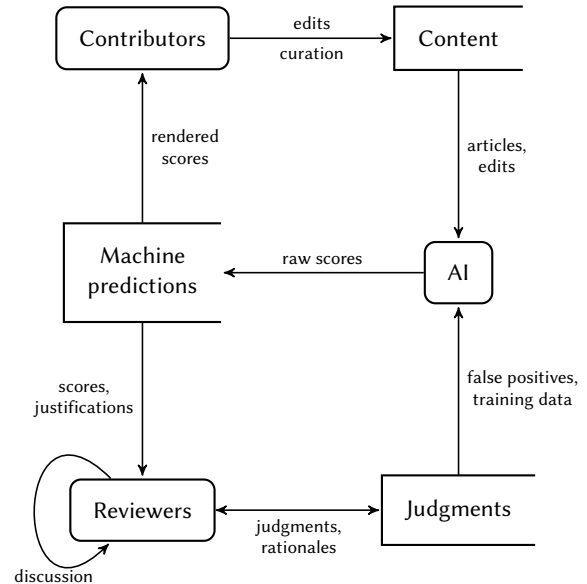 Contributors
edits
curation
Content
rendered
scores
articles,
edits
Machine
predictions
raw scores
AI
scores,
justifications
false positives,
training data
Reviewers
judgments,
rationales
Judgments
discussion